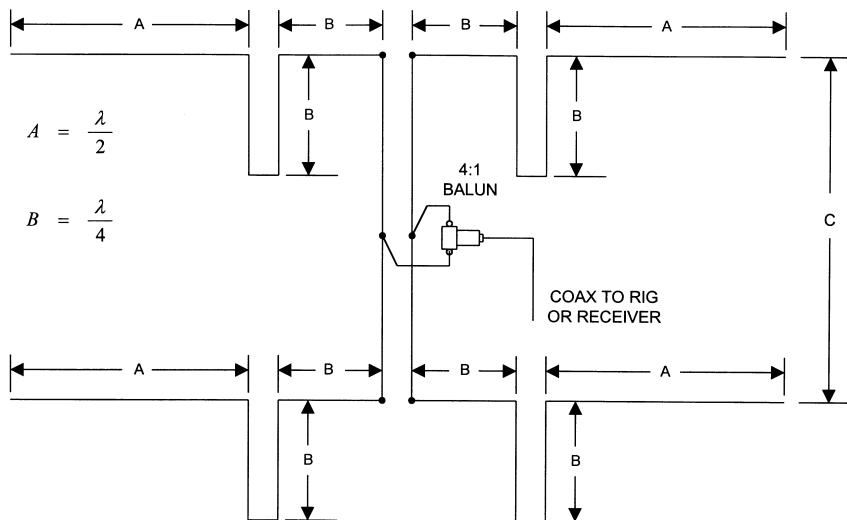 A B B A
B B
A = λ/2
4:1
BALUN
B = λ/4
C
COAX TO RIG
OR RECEIVER
A B B A
B B